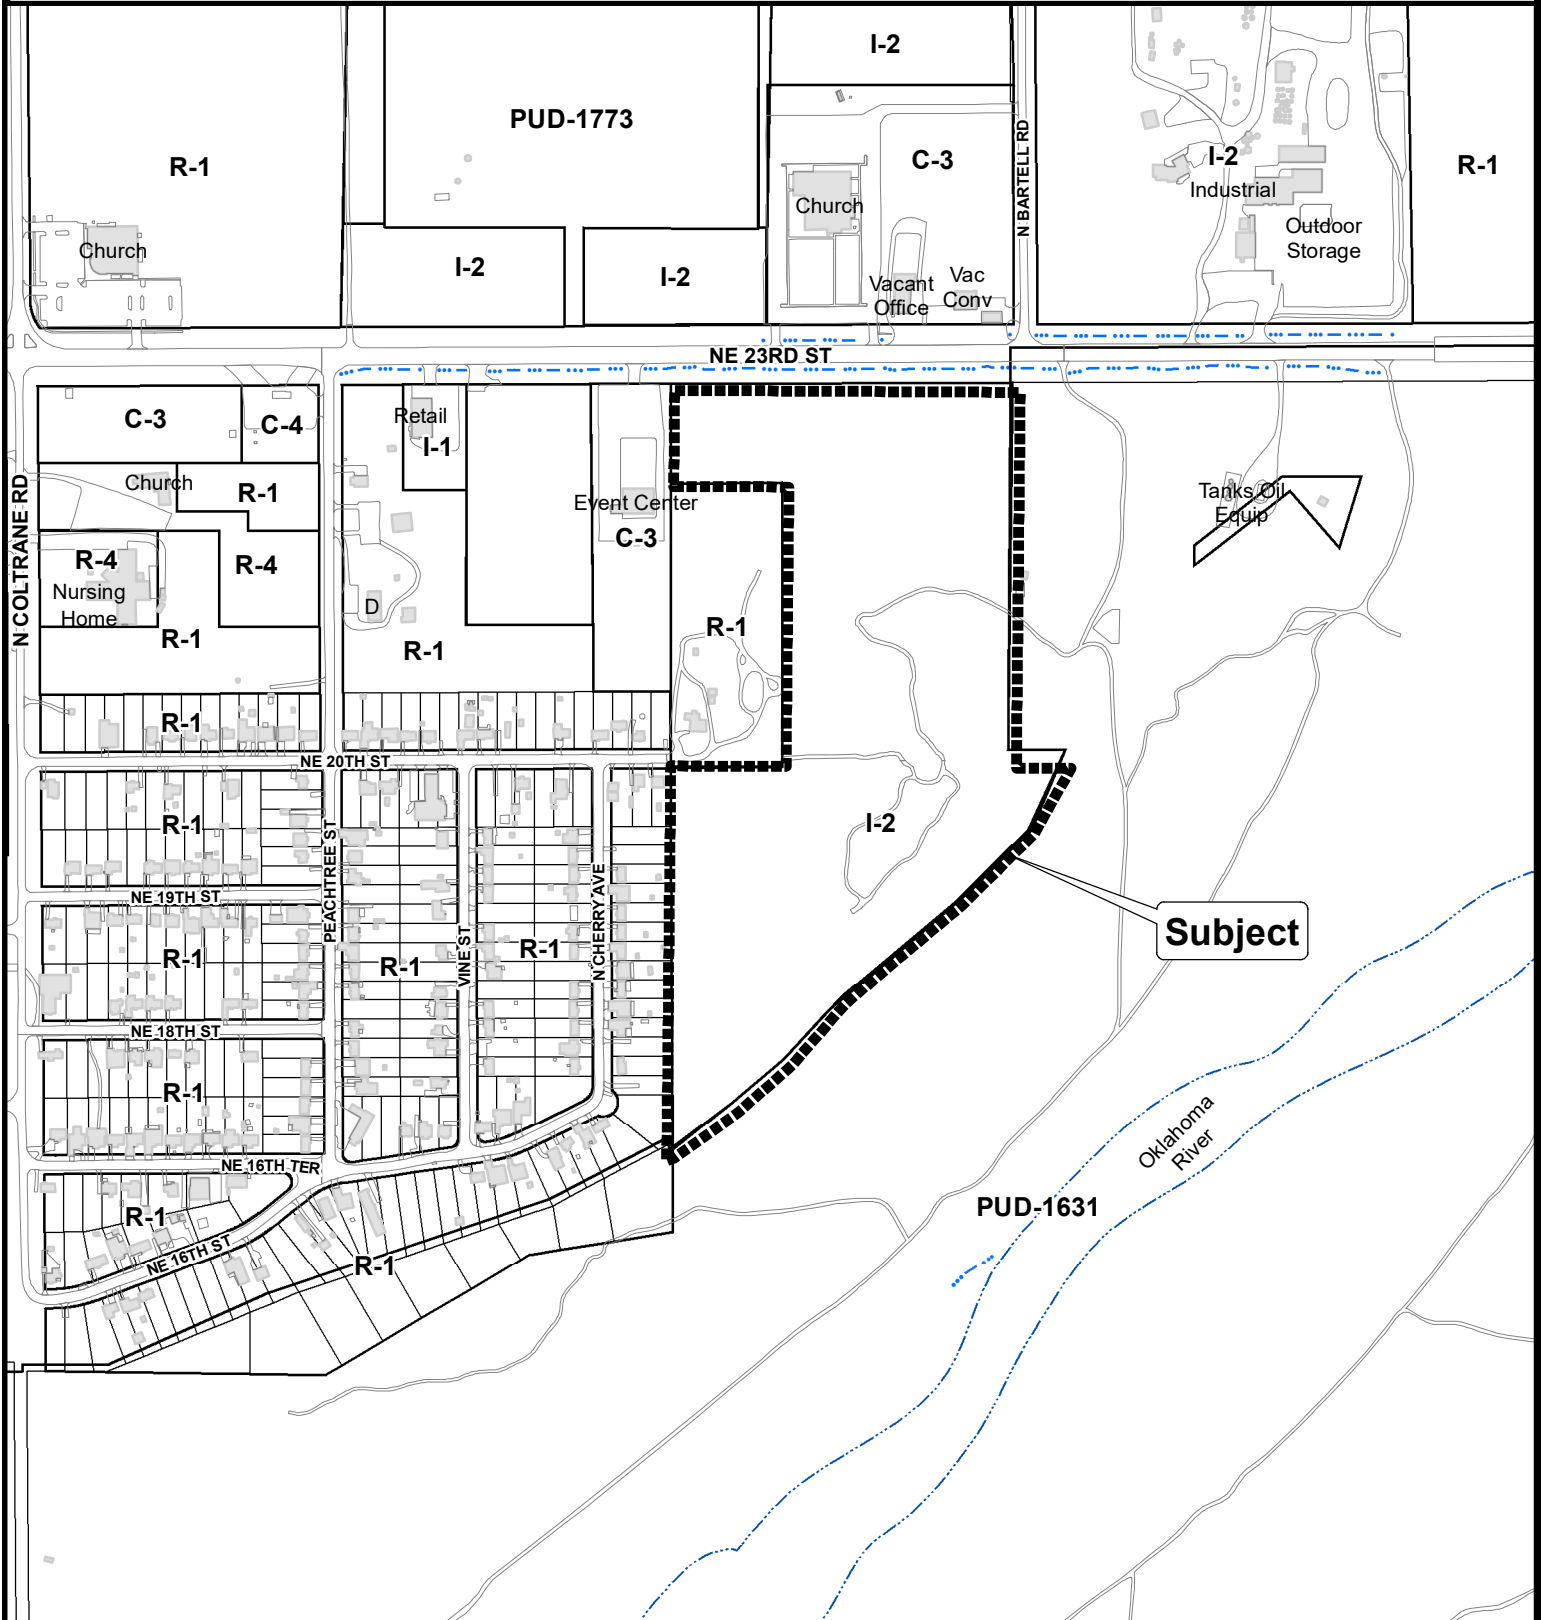 I-2
PUD-1773
R-1
C-3
N BARTELL RD
I-2
Industrial
R-1
Church
Outdoor
Storage
Church
I-2
I-2
Vacant
Office
Vac
Conv
NE 23RD ST
C-3
C-4
Retail
I-1
Church
R-1
Event Center
C-3
Tanks Oil
Equip
N COLTRANE RD
R-4
Nursing
Home
R-4
D
R-1
R-1
R-1
R-1
NE 20TH ST
R-1
PEACHTREE ST
I-2
NE 19TH ST
R-1
R-1
VINE ST
R-1
N CHERRY AVE
Subject
NE 18TH ST
R-1
NE 16TH TER
Oklahoma
River
R-1
PUD-1631
NE 16TH ST
R-1